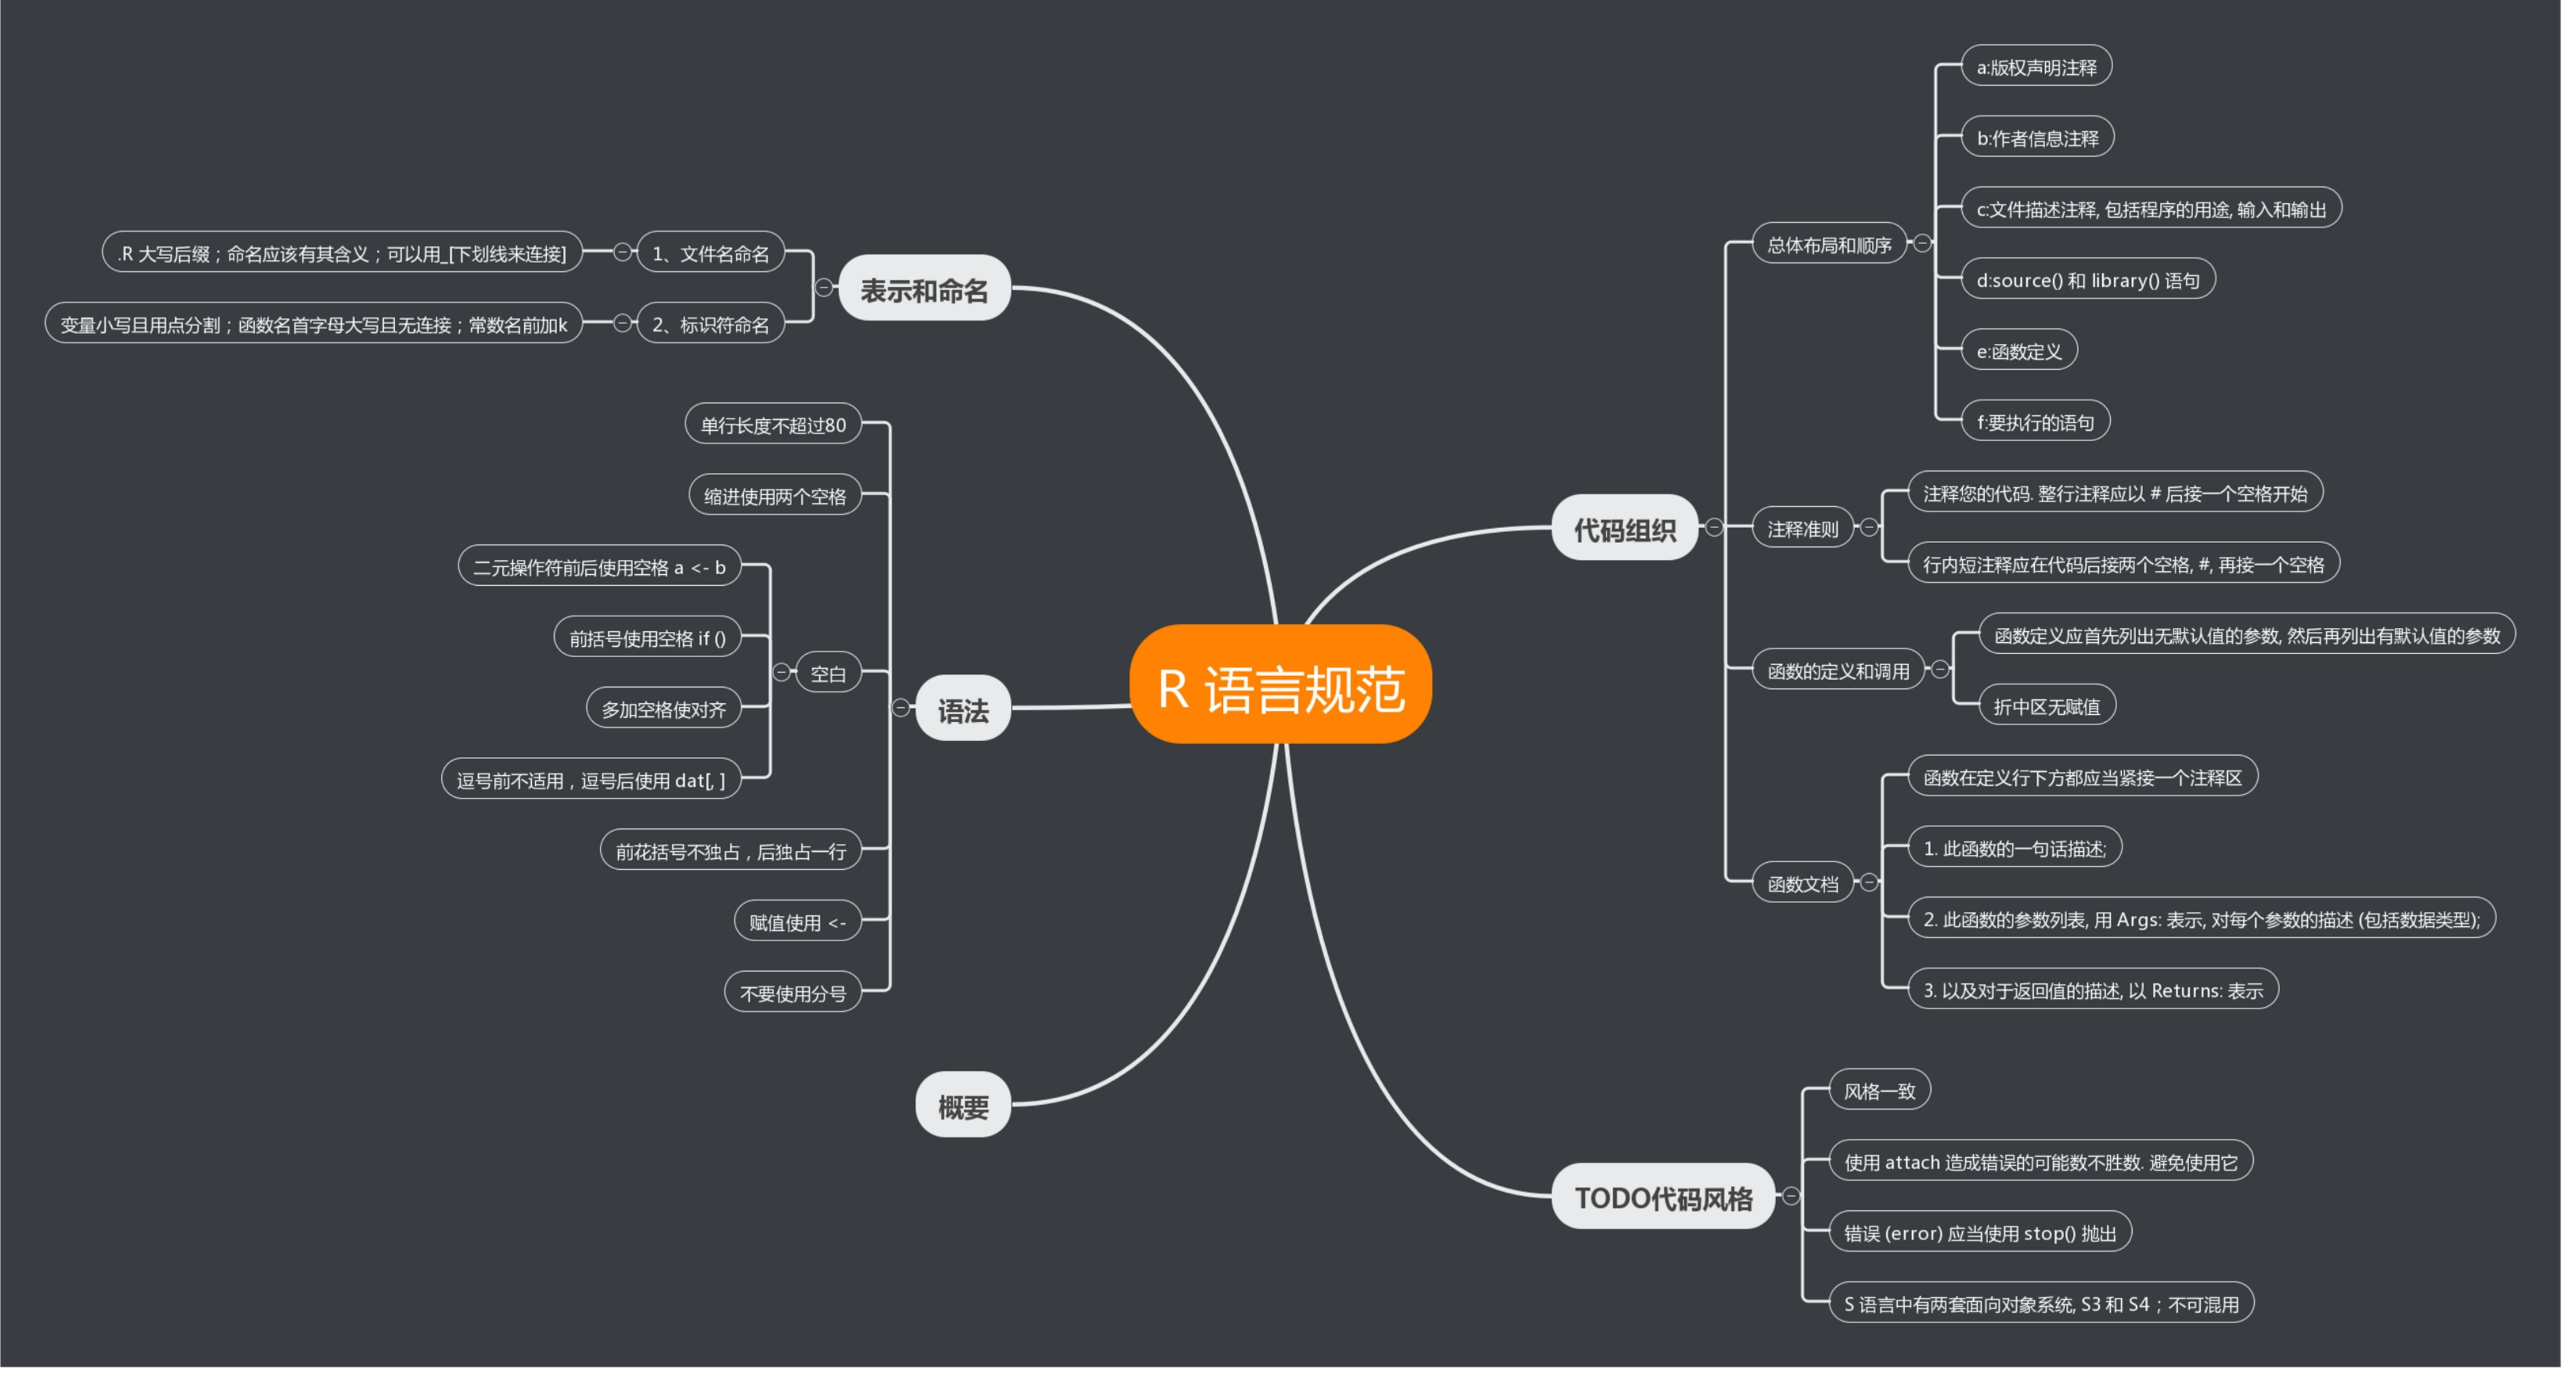 R 语言规范
表示和命名
1、文件名命名
.R 大写后缀；命名应该有其含义；可以用_[下划线来连接]
2、标识符命名
变量小写且用点分割；函数名首字母大写且无连接；常数名前加k
语法
单行长度不超过80
缩进使用两个空格
空白
二元操作符前后使用空格 a <- b
前括号使用空格 if ()
多加空格使对齐
逗号前不适用，逗号后使用 dat[, ]
前花括号不独占，后独占一行
赋值使用 <-
不要使用分号
概要
代码组织
总体布局和顺序
a:版权声明注释
b:作者信息注释
c:文件描述注释, 包括程序的用途, 输入和输出
d:source() 和 library() 语句
e:函数定义
f:要执行的语句
注释准则
注释您的代码. 整行注释应以 # 后接一个空格开始
行内短注释应在代码后接两个空格, #, 再接一个空格
函数的定义和调用
函数定义应首先列出无默认值的参数, 然后再列出有默认值的参数
折中区无赋值
函数文档
函数在定义行下方都应当紧接一个注释区
1. 此函数的一句话描述;
2. 此函数的参数列表, 用 Args: 表示, 对每个参数的描述 (包括数据类型);
3. 以及对于返回值的描述, 以 Returns: 表示
TODO代码风格
风格一致
使用 attach 造成错误的可能数不胜数. 避免使用它
错误 (error) 应当使用 stop() 抛出
S 语言中有两套面向对象系统, S3 和 S4；不可混用